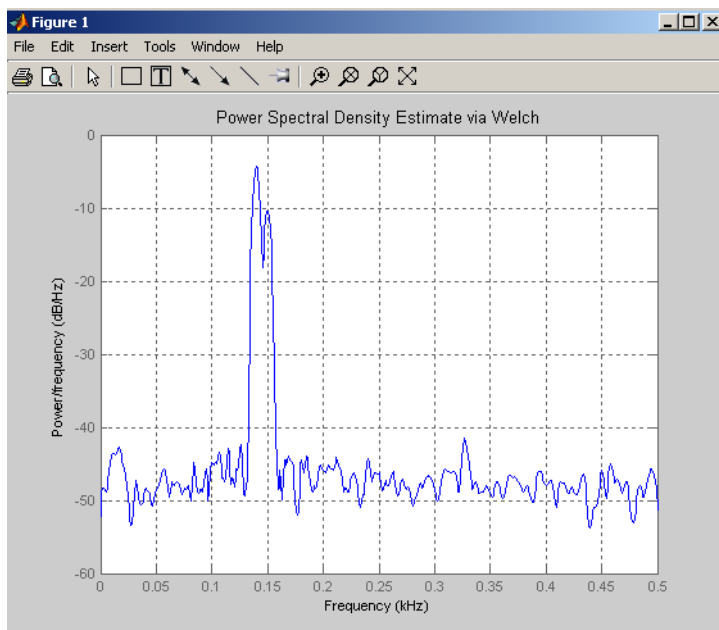 Figure 1
File Edit Insert Tools Window Help
T
Power Spectral Density Estimate via Welch
0
-10
-20
-30
-40
-50
-60
Power/frequency (dB/Hz)
0 0.05 0.1 0.15 0.2 0.25 0.3 0.35 0.4 0.45 0.5
Frequency (kHz)